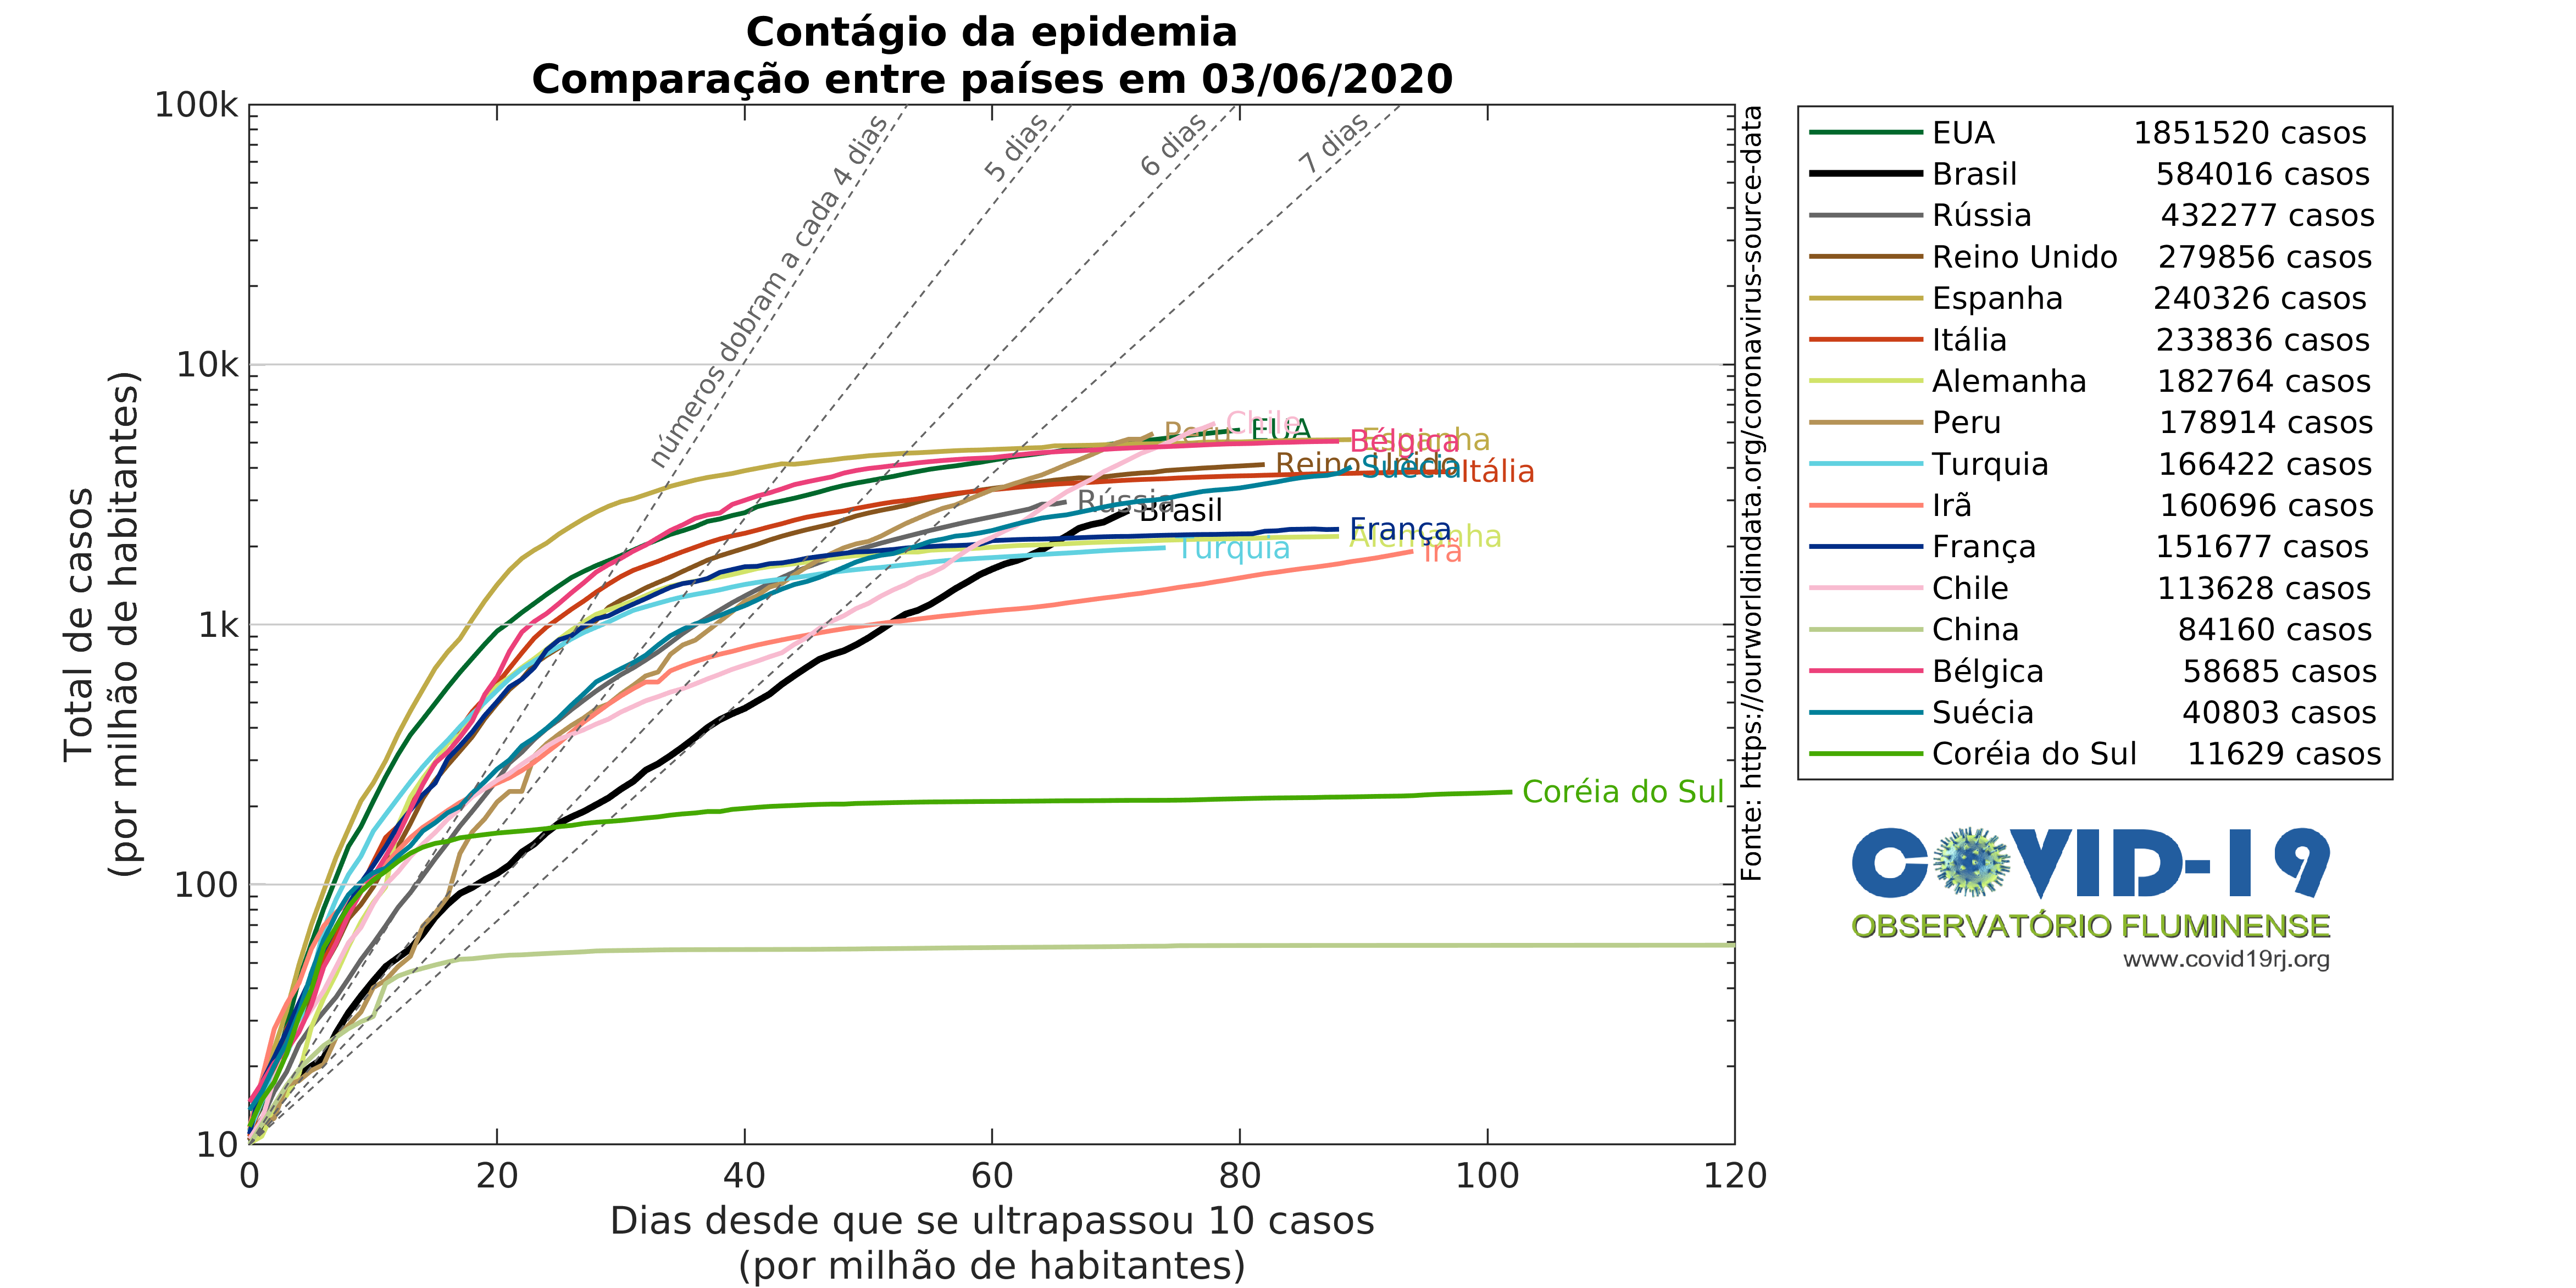 Contágio da epidemia
Comparação entre países em 03/06/2020
Total de casos
(por milhão de habitantes)
100k
10k
1k
100
10
números dobram a cada 4 dias
5 dias
6 dias
7 dias
Chile
Peru
EUA
Espanha
Bélgica
Reino Unido
Suécia
Itália
Rússia
Brasil
França
Alemanha
Turquia
Irã
Coréia do Sul
0 20 40 60 80 100 120
Dias desde que se ultrapassou 10 casos
(por milhão de habitantes)
Fonte: https://ourworldindata.org/coronavirus-source-data
EUA 1851520 casos
Brasil 584016 casos
Rússia 432277 casos
Reino Unido 279856 casos
Espanha 240326 casos
Itália 233836 casos
Alemanha 182764 casos
Peru 178914 casos
Turquia 166422 casos
Irã 160696 casos
França 151677 casos
Chile 113628 casos
China 84160 casos
Bélgica 58685 casos
Suécia 40803 casos
Coréia do Sul 11629 casos
COVID-19
OBSERVATÓRIO FLUMINENSE
www.covid19rj.org